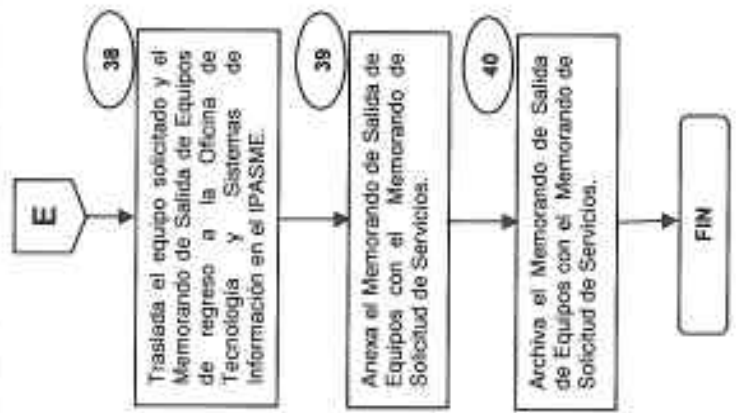 E
38
Traslada el equipo solicitado y el
Memorando de Salida de Equipos
de regreso a la Oficina de
Tecnología y Sistemas de
Información en el IPASME.
39
Anexa el Memorando de Salida de
Equipos con el Memorando de
Solicitud de Servicios.
40
Archiva el Memorando de Salida
de Equipos con el Memorando de
Solicitud de Servicios.
FIN